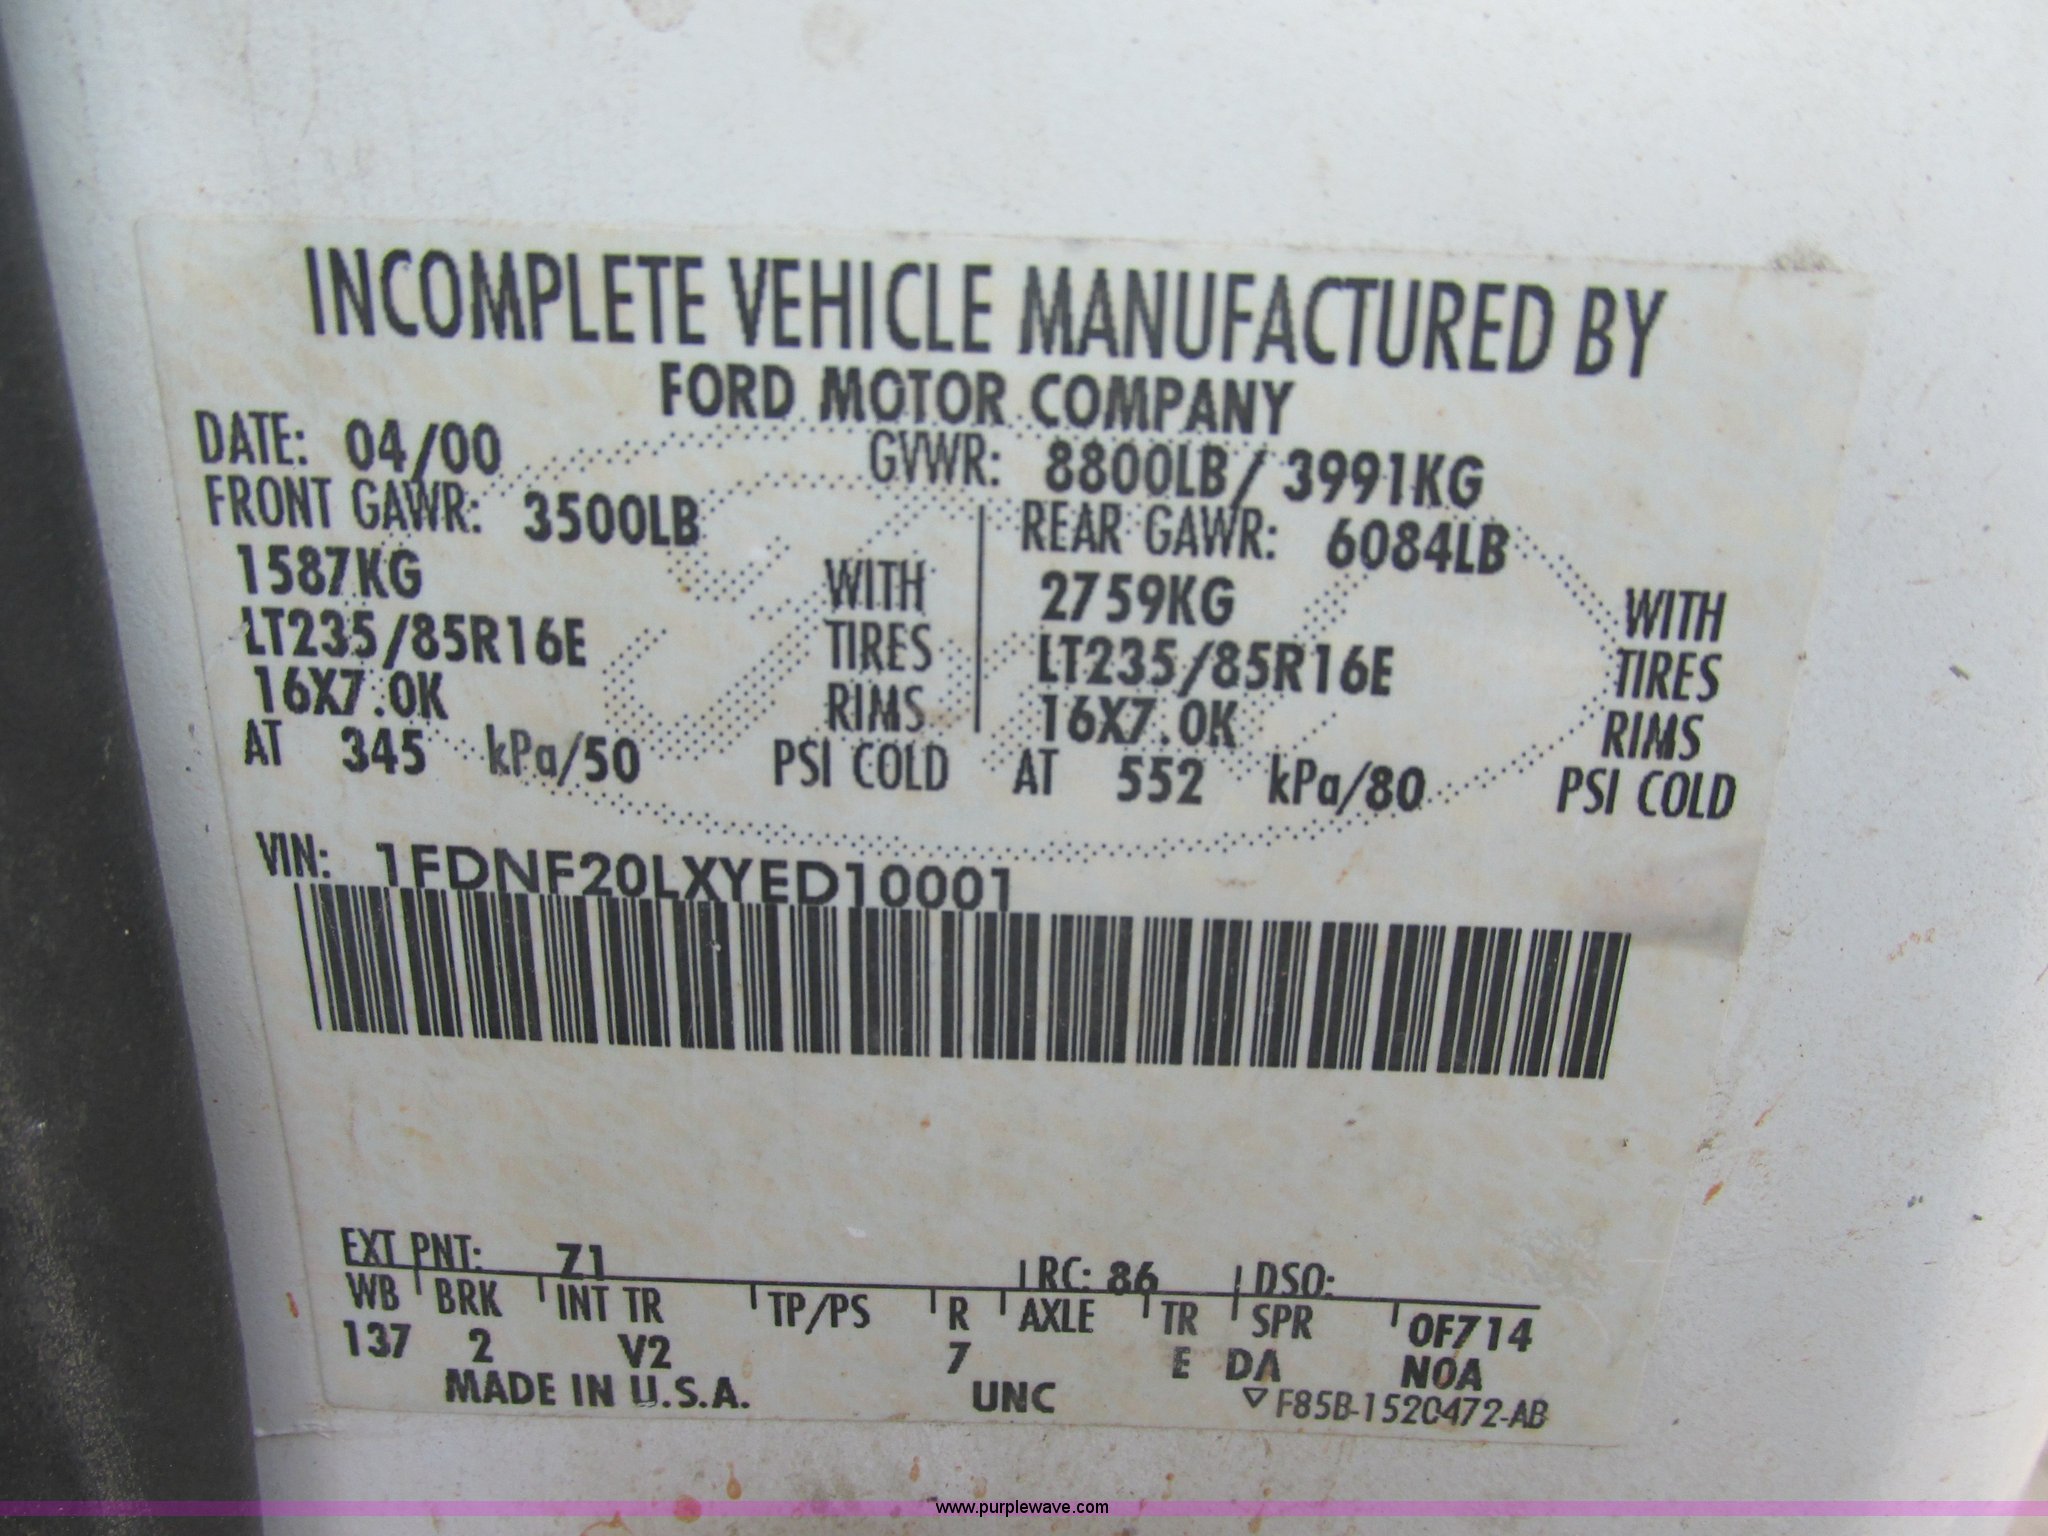 INCOMPLETE VEHICLE MANUFACTURED BY
FORD MOTOR COMPANY
DATE: 04/00 GVWR: 8800LB / 3991KG
FRONT GAWR: 3500LB REAR GAWR: 6084LB
1587KG WITH 2759KG WITH
LT235/85R16E TIRES LT235/85R16E TIRES
16X7.0K RIMS 16X7.0K RIMS
AT 345 kPa/50 PSI COLD AT 552 kPa/80 PSI COLD
VIN: 1FDNF20LXYED10001
EXT PNT: Z1 RC: 86 DSO:
WB BRK INT TR TP/PS R AXLE TR SPR 0F714
137 2 V2 7 E DA NOA
MADE IN U.S.A. UNC F85B-1520472-AB
www.purplewave.com